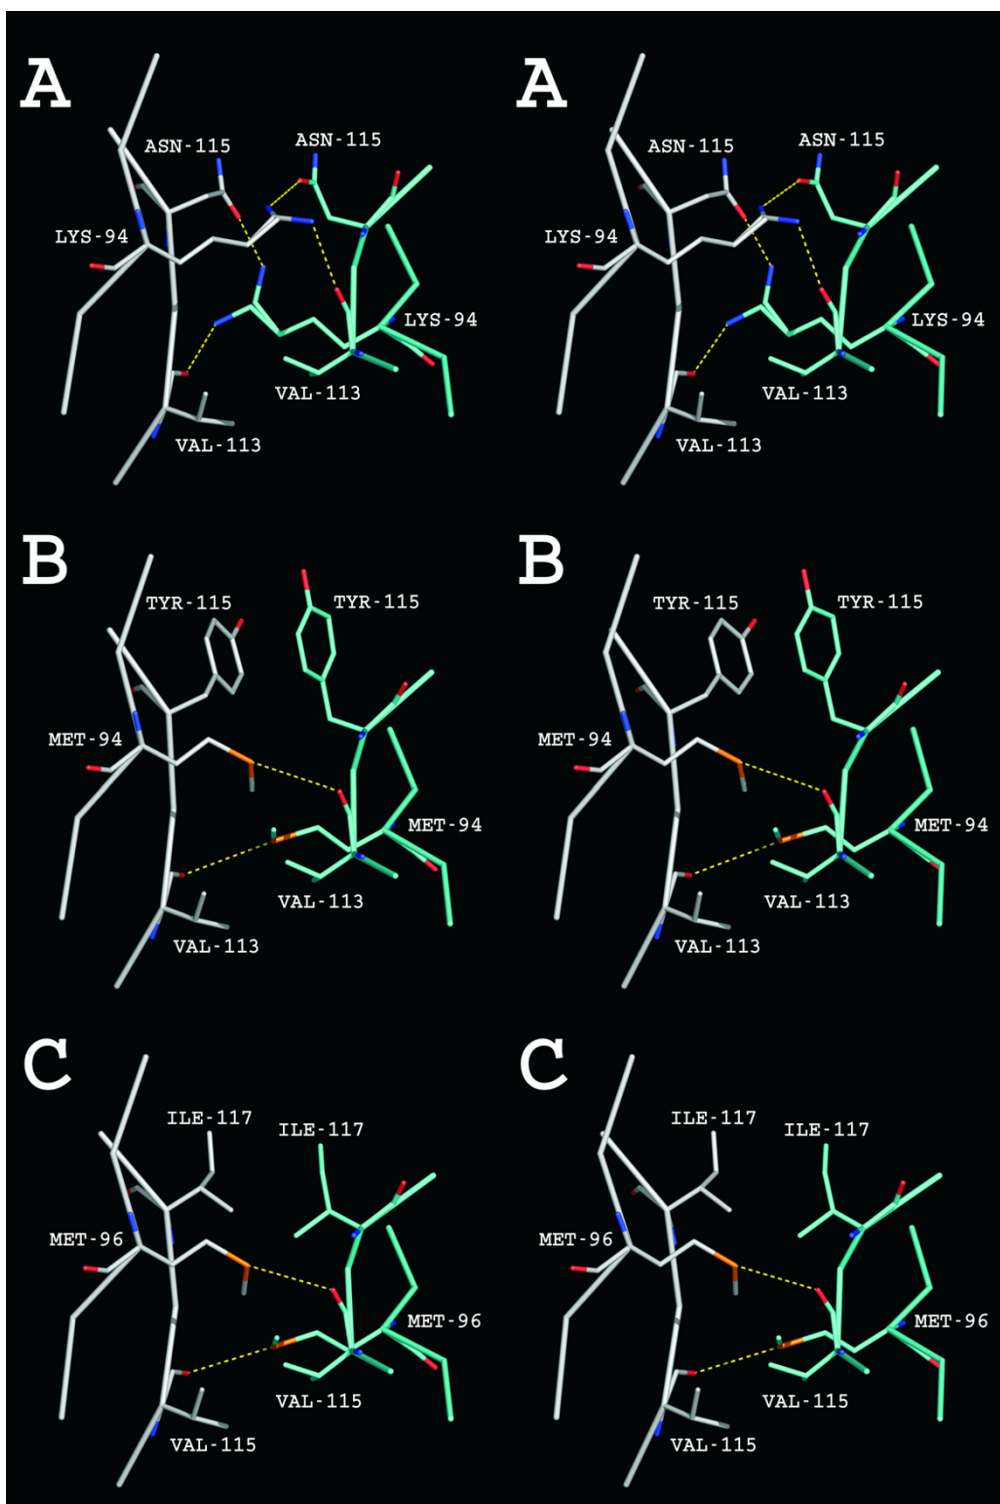 A A
ASN-115 ASN-115 ASN-115 ASN-115
LYS-94 LYS-94
LYS-94 LYS-94
VAL-113 VAL-113
VAL-113 VAL-113
B B
TYR-115 TYR-115 TYR-115 TYR-115
MET-94 MET-94
MET-94 MET-94
VAL-113 VAL-113
VAL-113 VAL-113
C C
ILE-117 ILE-117
ILE-117 ILE-117
MET-96 MET-96
MET-96 MET-96
VAL-115 VAL-115
VAL-115 VAL-115